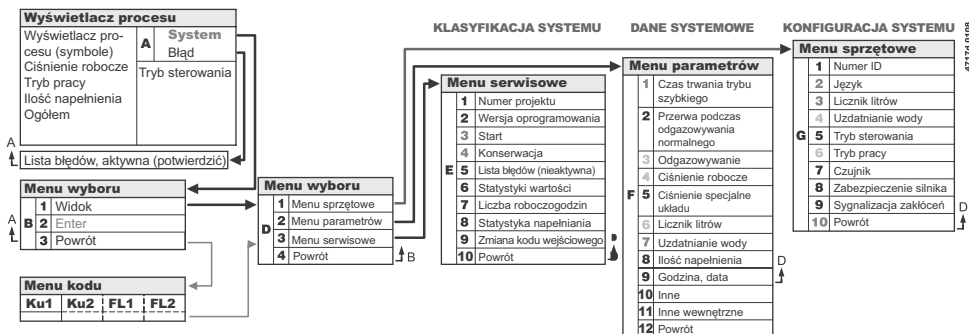 Wyświetlacz procesu
Wyświetlacz pro-
cesu (symbole)
Ciśnienie robocze
Tryb pracy
Ilość napełnienia
Ogółem
A
System
Błąd
Tryb sterowania
A
Lista błędów, aktywna (potwierdzić)
Menu wyboru
A
B
1 Widok
2 Enter
3 Powrót
Menu kodu
Ku1 Ku2 FL1 FL2
Menu wyboru
D
1 Menu sprzętowe
2 Menu parametrów
3 Menu serwisowe
4 Powrót
B
KLASYFIKACJA SYSTEMU
Menu serwisowe
E
1 Numer projektu
2 Wersja oprogramowania
3 Start
4 Konserwacja
5 Lista błędów (nieaktywna)
6 Statystyki wartości
7 Liczba roboczogodzin
8 Statystyka napełniania
9 Zmiana kodu wejściowego
10 Powrót
DANE SYSTEMOWE
Menu parametrów
F
1 Czas trwania trybu
szybkiego
2 Przerwa podczas
odgazowywania
normalnego
3 Odgazowywanie
4 Ciśnienie robocze
5 Ciśnienie specjalne
układu
6 Licznik litrów
7 Uzdatnianie wody
8 Ilość napełnienia
9 Godzina, data
10 Inne
11 Inne wewnętrzne
12 Powrót
D
KONFIGURACJA SYSTEMU
Menu sprzętowe
G
1 Numer ID
2 Język
3 Licznik litrów
4 Uzdatnianie wody
5 Tryb sterowania
6 Tryb pracy
7 Czujnik
8 Zabezpieczenie silnika
9 Sygnalizacja zakłóceń
10 Powrót
D